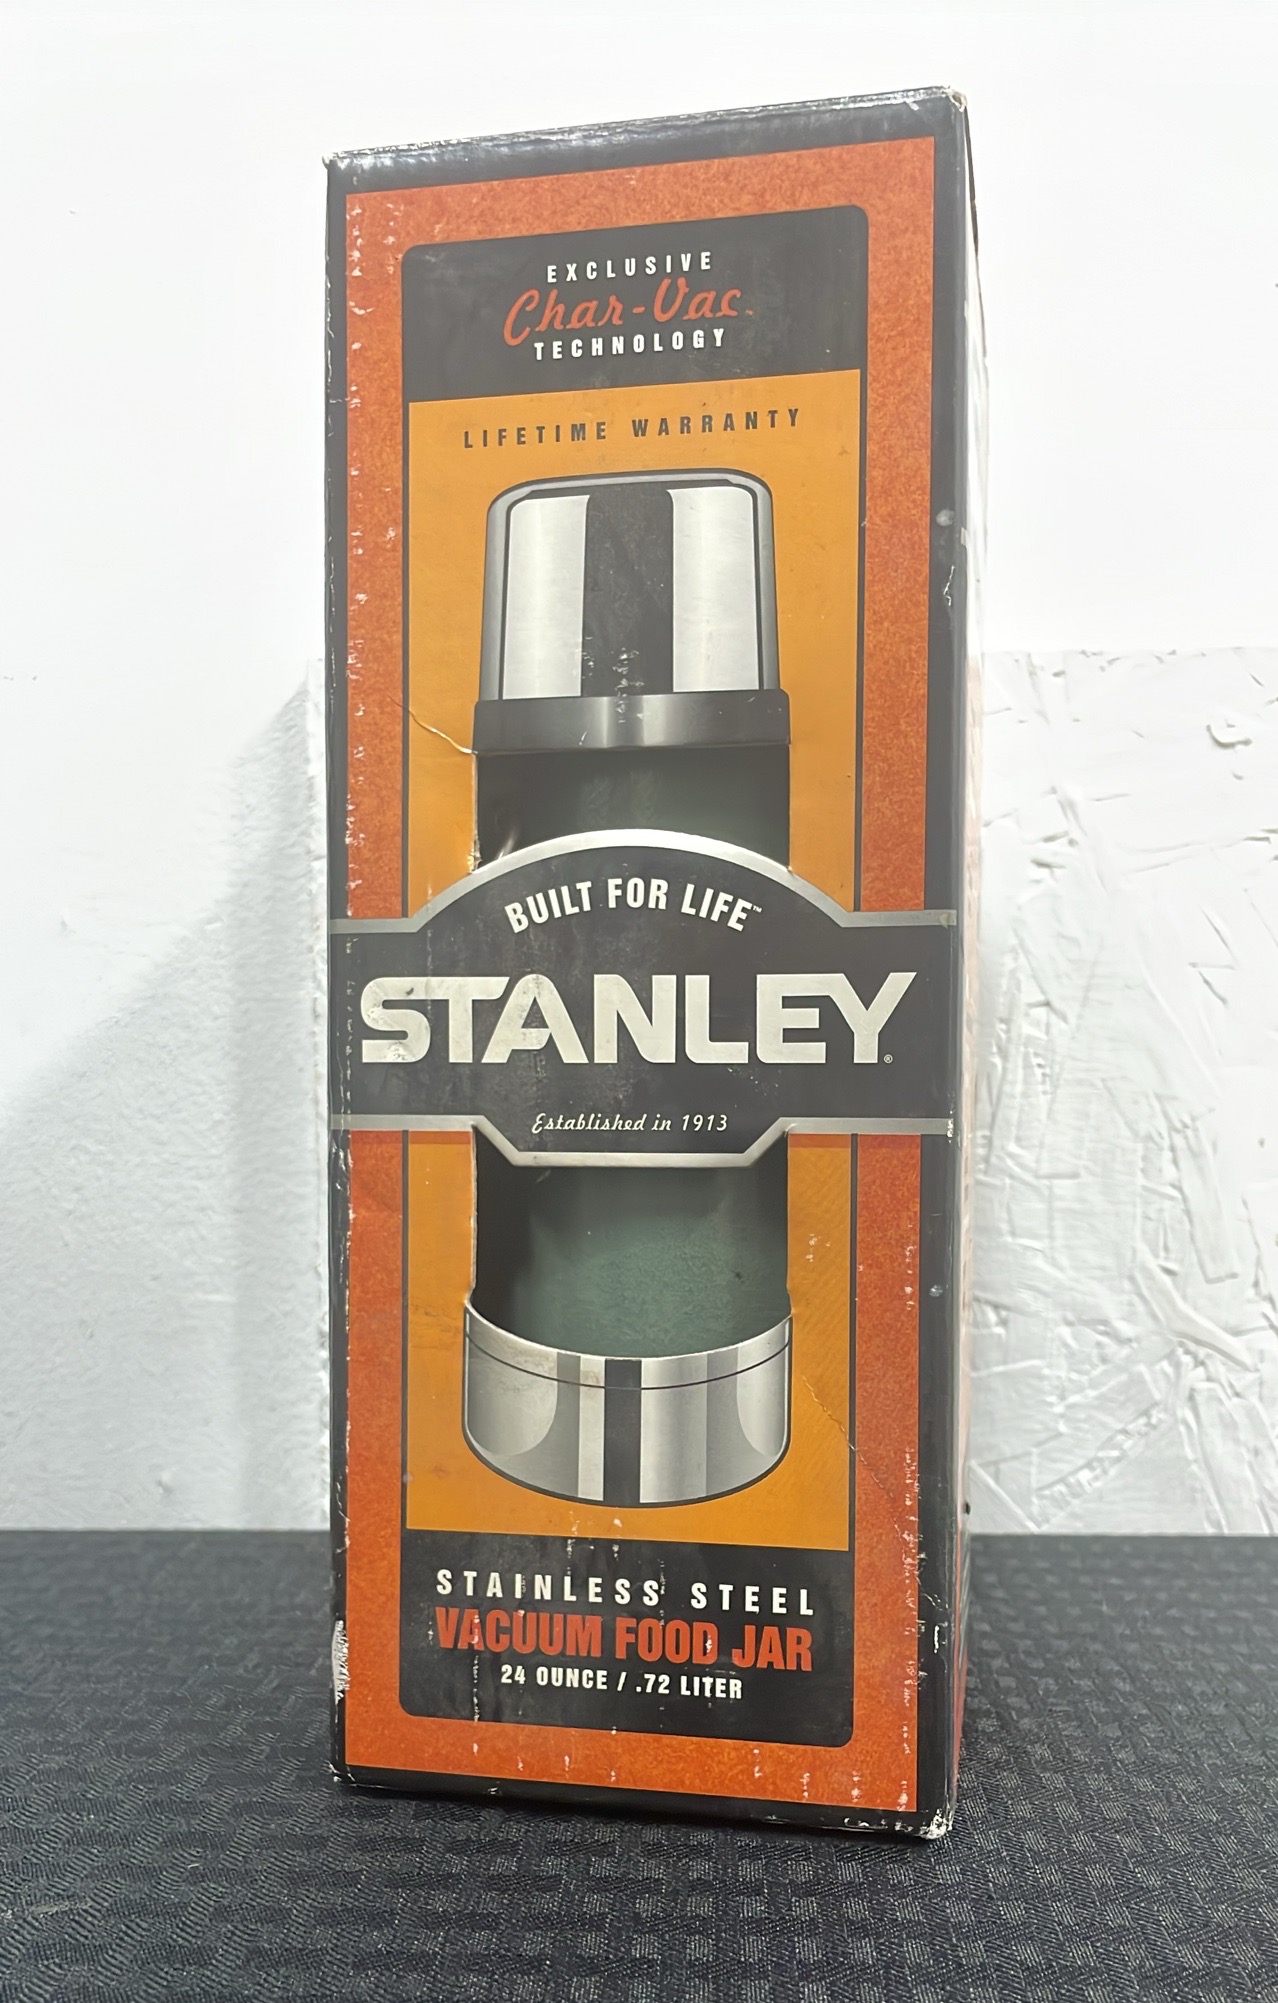 EXCLUSIVE
Char-Vac™
TECHNOLOGY
LIFETIME WARRANTY
BUILT FOR LIFE™
STANLEY®
Established in 1913
STAINLESS STEEL
VACUUM FOOD JAR
24 OUNCE / .72 LITER